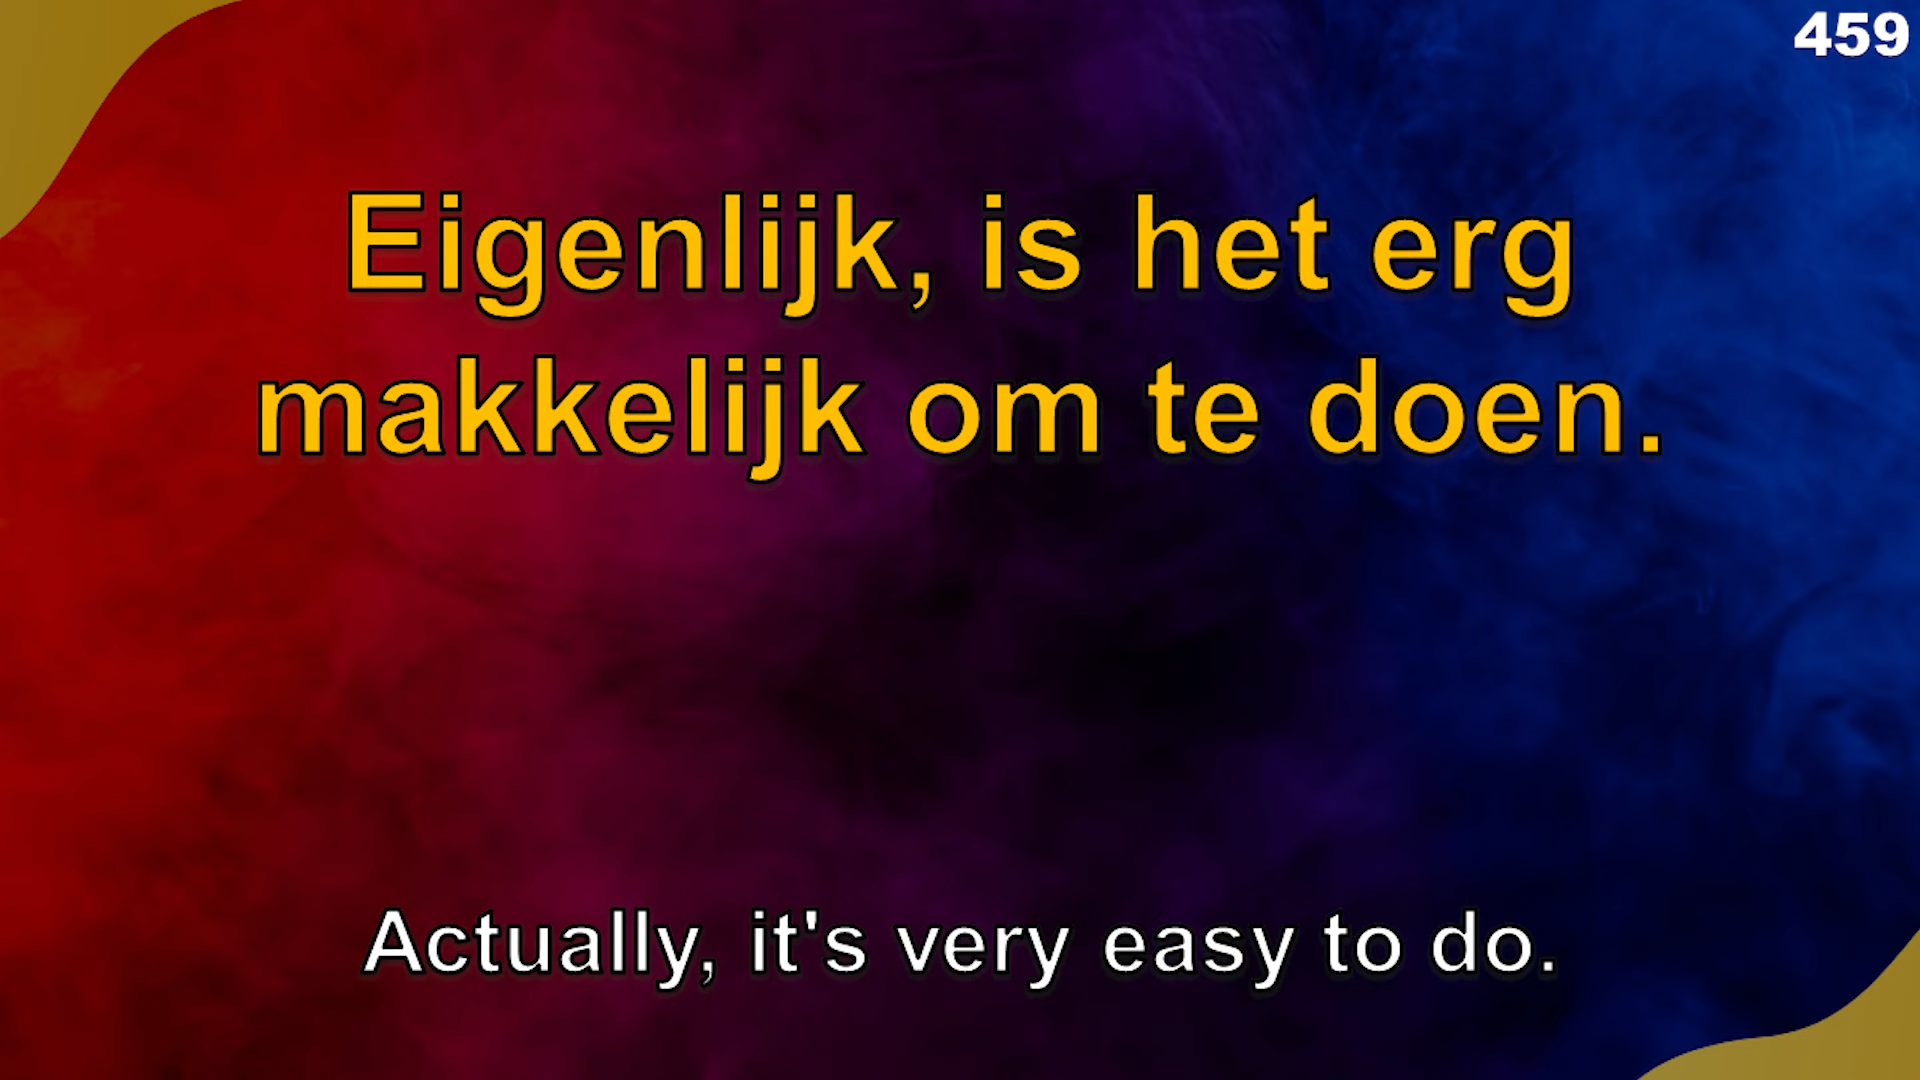 459
Eigenlijk, is het erg
makkelijk om te doen.
Actually, it's very easy to do.